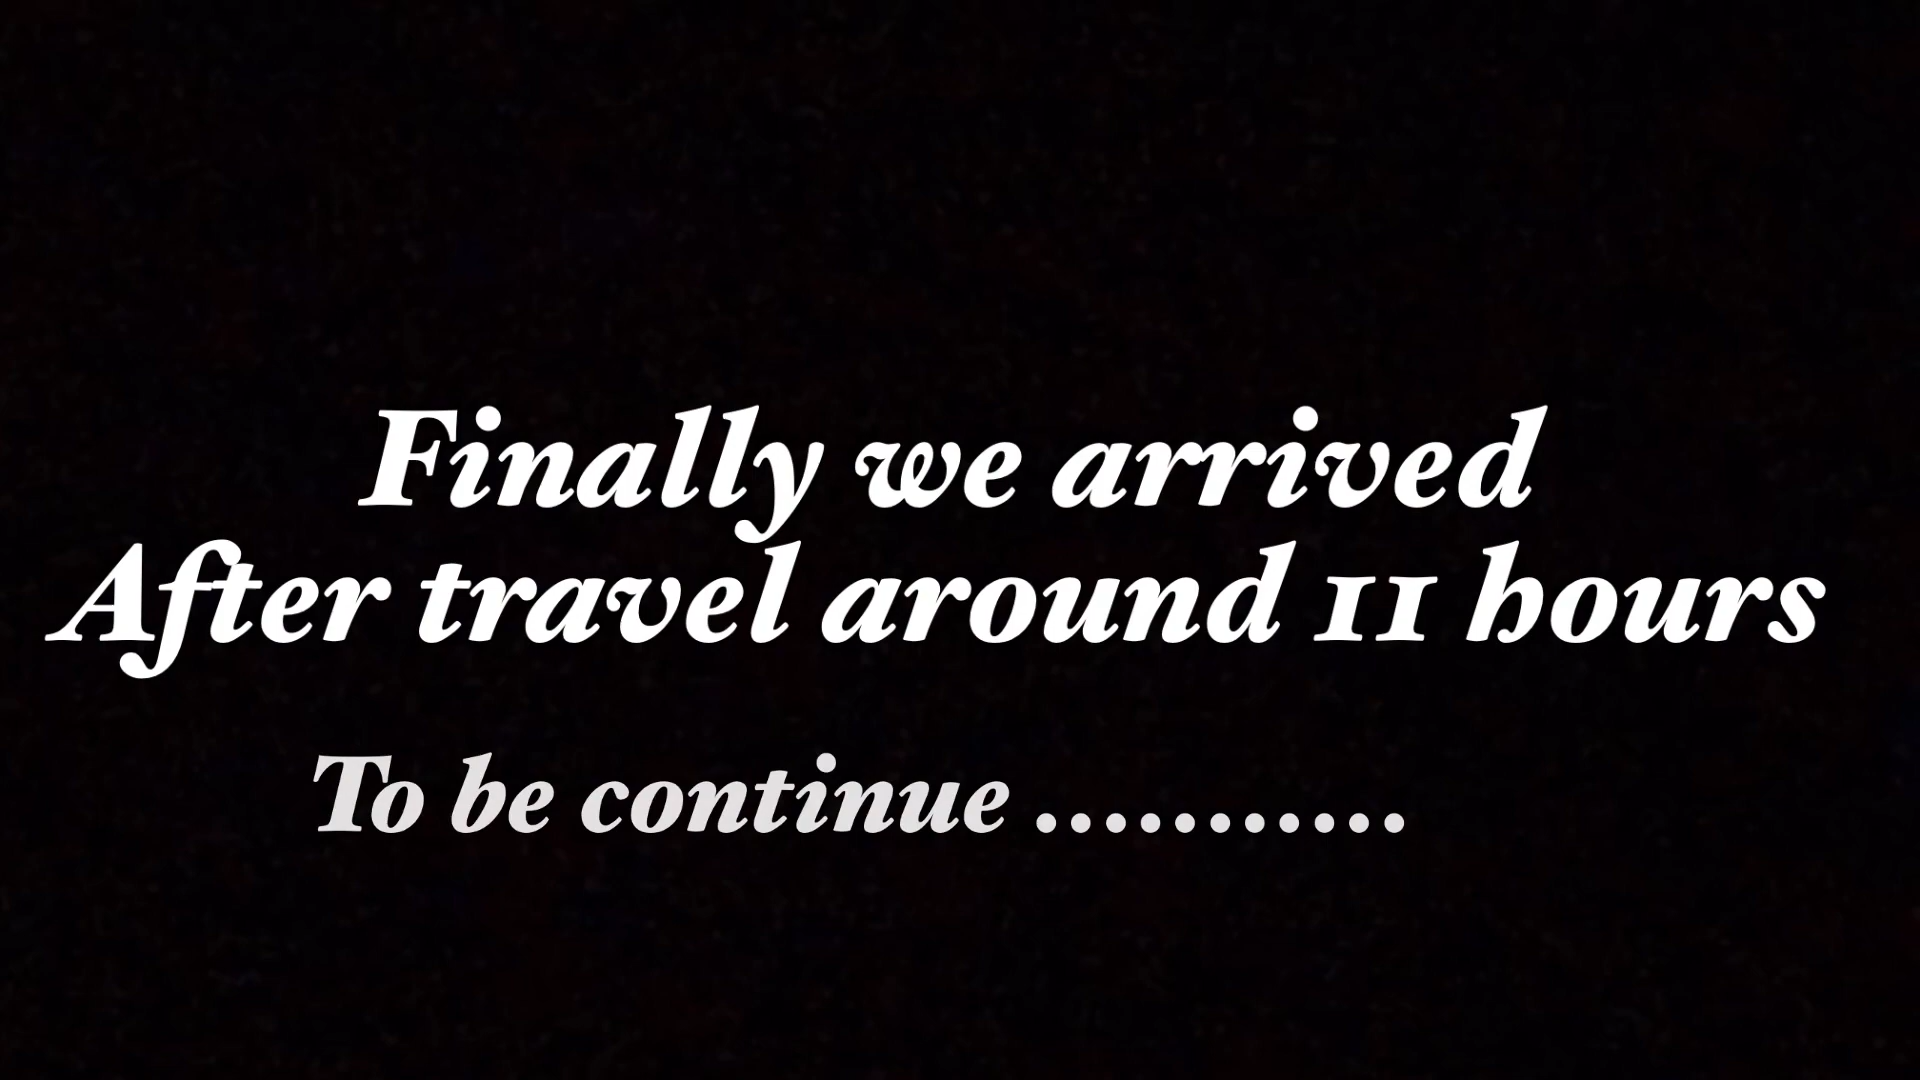 Finally we arrived
After travel around 11 hours
To be continue ...........